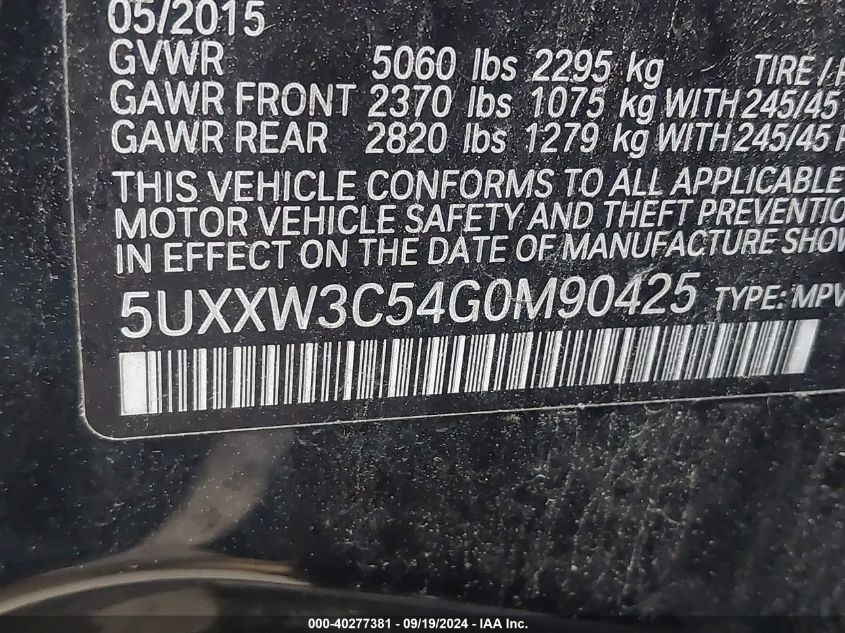 05/2015
GVWR 5060 lbs 2295 kg TIRE/
GAWR FRONT 2370 lbs 1075 kg WITH 245/45
GAWR REAR 2820 lbs 1279 kg WITH 245/45
THIS VEHICLE CONFORMS TO ALL APPLICABLE
MOTOR VEHICLE SAFETY AND THEFT PREVENTIO
IN EFFECT ON THE DATE OF MANUFACTURE SHOW
5UXXW3C54G0M90425 TYPE: MPV
000-40277381 - 09/19/2024 - IAA Inc.